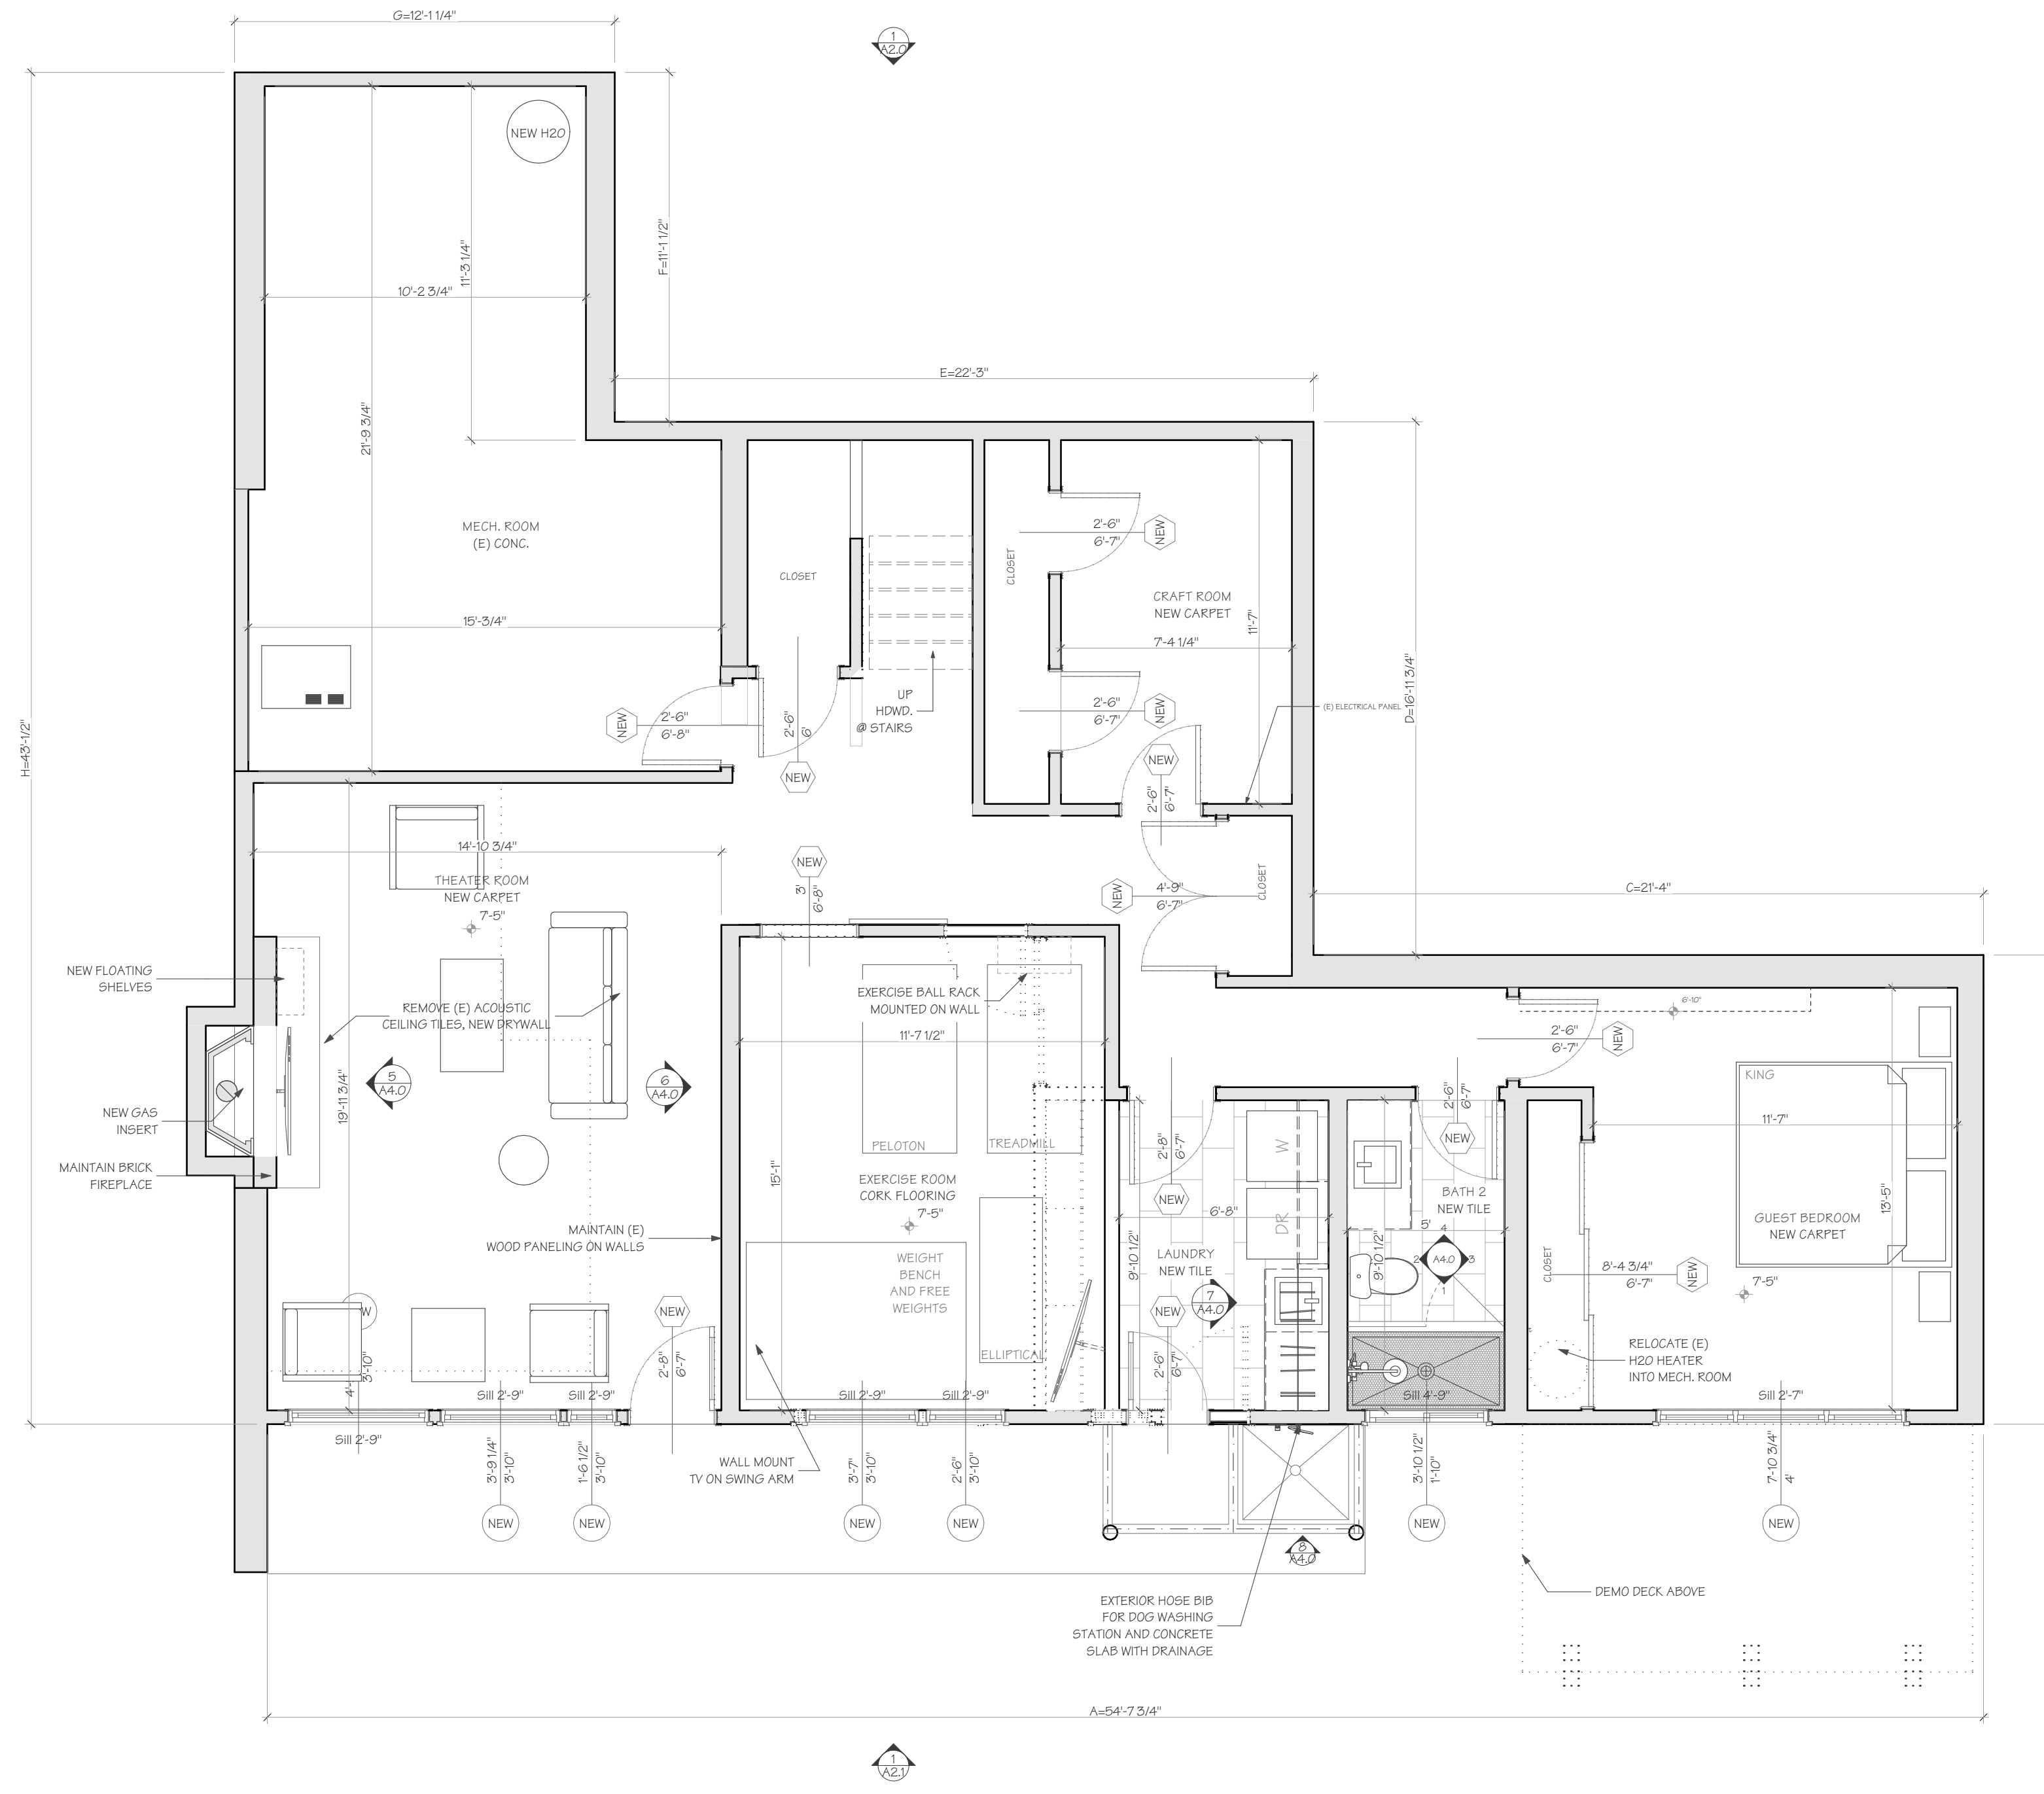 G=12'-1 1/4"
1
A2.0
NEW H2O
F=11'-1 1/2"
11'-3 1/4"
10'-2 3/4"
E=22'-3"
21'-9 3/4"
MECH. ROOM
(E) CONC.
CLOSET
CLOSET
2'-6"
6'-7"
NEW
CRAFT ROOM
NEW CARPET
11'-7"
15'-3/4"
7'-4 1/4"
D=16'-11 3/4"
H=43'-1/2"
UP
HDWD.
@ STAIRS
2'-6"
6'-7"
NEW
(E) ELECTRICAL PANEL
NEW
2'-6"
6'-8"
2'-6"
6'
NEW
NEW
2'-6"
6'-7"
14'-10 3/4"
THEATER ROOM
NEW CARPET
7'-5"
NEW
3'
6'-8"
NEW
4'-9"
6'-7"
CLOSET
C=21'-4"
NEW FLOATING
SHELVES
REMOVE (E) ACOUSTIC
CEILING TILES, NEW DRYWALL
EXERCISE BALL RACK
MOUNTED ON WALL
11'-7 1/2"
6'-10"
2'-6"
6'-7"
NEW
5
A4.0
6
A4.0
19'-11 3/4"
NEW GAS
INSERT
MAINTAIN BRICK
FIREPLACE
KING
11'-7"
2'-6"
6'-7"
NEW
PELOTON
TREADMILL
2'-8"
6'-7"
NEW
W
DR
15'-1"
EXERCISE ROOM
CORK FLOORING
7'-5"
6'-8"
BATH 2
NEW TILE
5'
13'-5"
GUEST BEDROOM
NEW CARPET
MAINTAIN (E)
WOOD PANELING ON WALLS
WEIGHT
BENCH
AND FREE
WEIGHTS
9'-10 1/2"
LAUNDRY
NEW TILE
9'-10 1/2"
4
2
A4.0
3
1
CLOSET
8'-4 3/4"
6'-7"
NEW
7'-5"
W
NEW
NEW
7
A4.0
ELLIPTICAL
RELOCATE (E)
H2O HEATER
INTO MECH. ROOM
4'-
3'-10"
2'-8"
6'-7"
2'-6"
6'-7"
Sill 2'-9"
Sill 2'-9"
Sill 2'-9"
Sill 2'-9"
Sill 4'-9"
Sill 2'-7"
Sill 2'-9"
3'-9 1/4"
3'-10"
1'-6 1/2"
3'-10"
WALL MOUNT
TV ON SWING ARM
3'-7"
3'-10"
2'-6"
3'-10"
3'-10 1/2"
1'-10"
7'-10 3/4"
4'
NEW
NEW
NEW
NEW
NEW
NEW
8
A4.0
EXTERIOR HOSE BIB
FOR DOG WASHING
STATION AND CONCRETE
SLAB WITH DRAINAGE
DEMO DECK ABOVE
A=54'-7 3/4"
1
A2.1